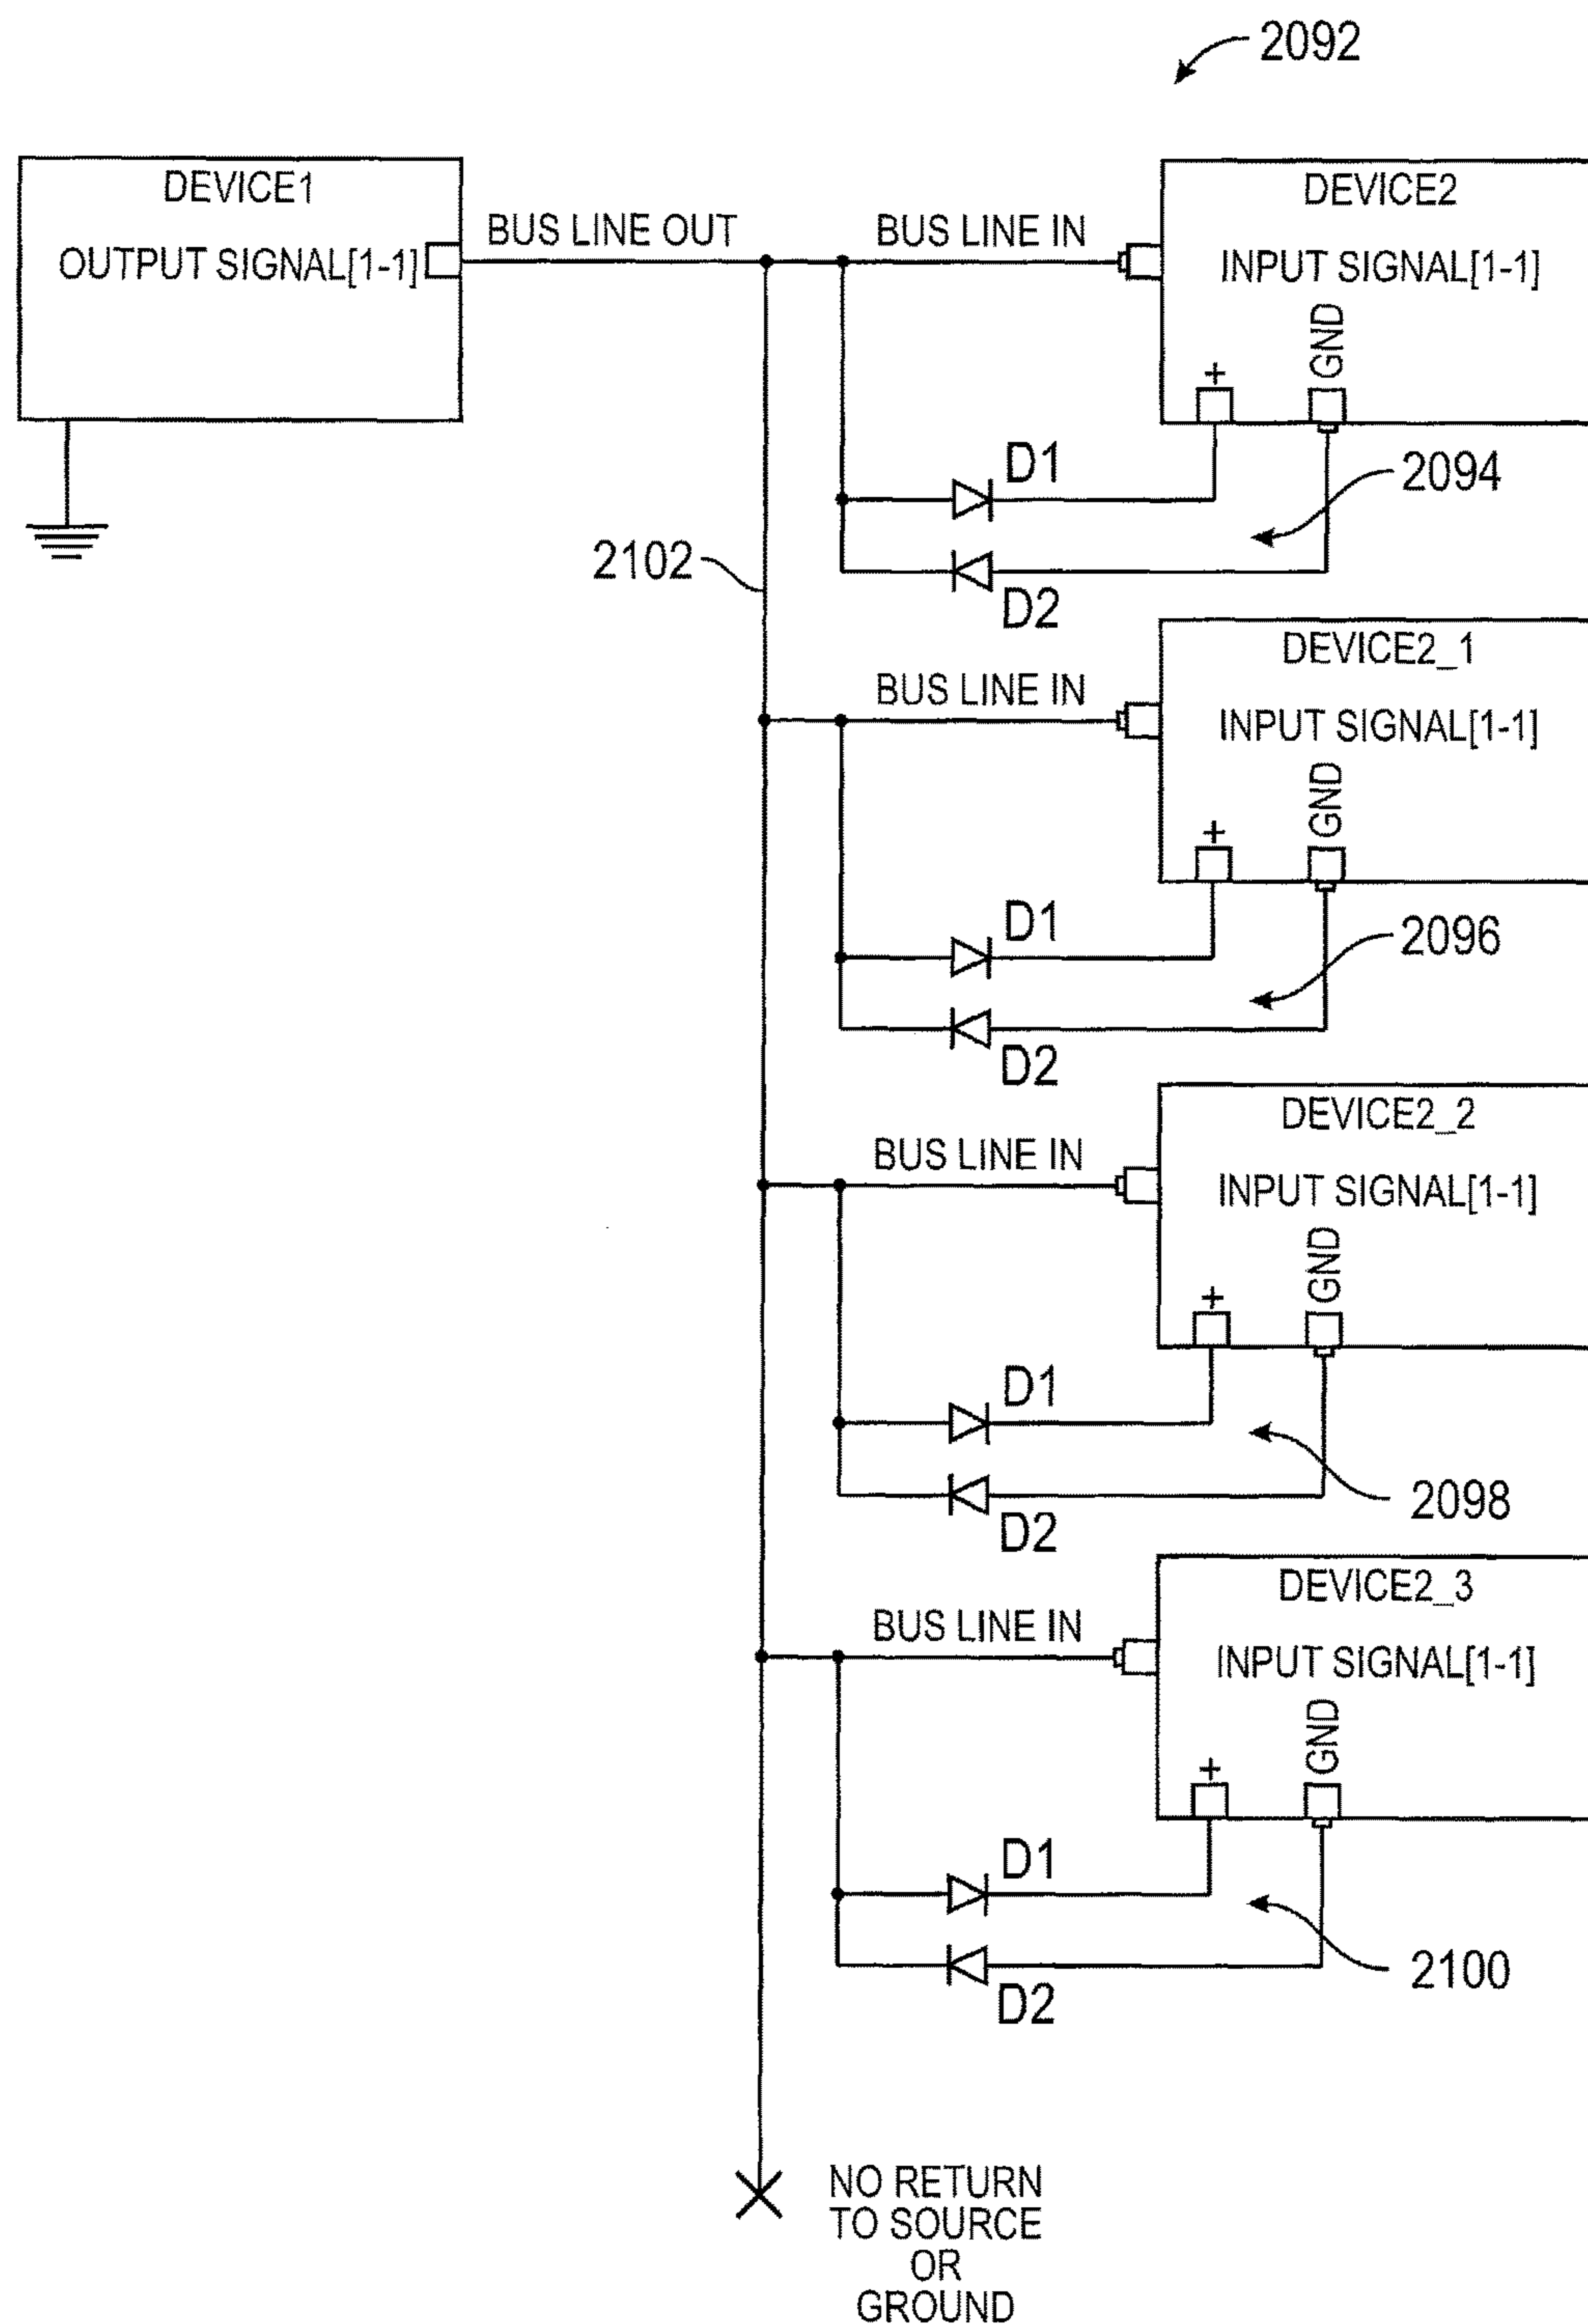 2092
DEVICE1
OUTPUT SIGNAL[1-1]
BUS LINE OUT
BUS LINE IN
DEVICE2
INPUT SIGNAL[1-1]
+
GND
D1
2094
D2
2102
DEVICE2_1
BUS LINE IN
INPUT SIGNAL[1-1]
+
GND
D1
2096
D2
DEVICE2_2
BUS LINE IN
INPUT SIGNAL[1-1]
+
GND
D1
2098
D2
DEVICE2_3
BUS LINE IN
INPUT SIGNAL[1-1]
+
GND
D1
2100
D2
NO RETURN
TO SOURCE
OR
GROUND